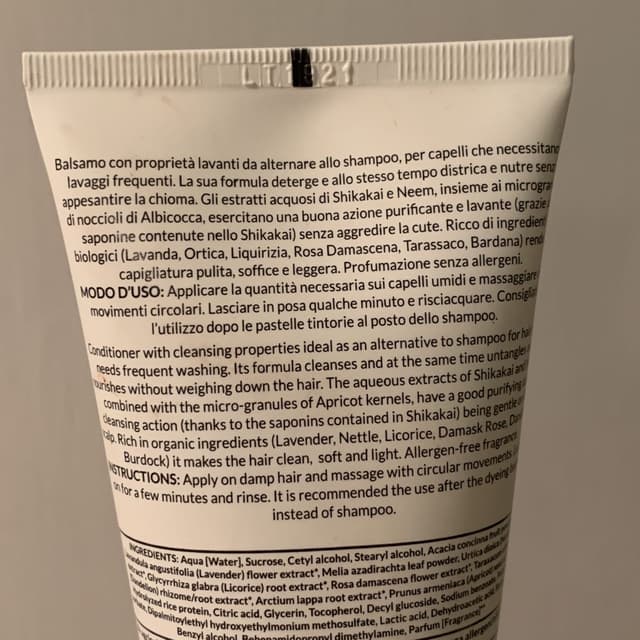 LT.1921
Balsamo con proprietà lavanti da alternare allo shampoo, per capelli che necessitano
lavaggi frequenti. La sua formula deterge e allo stesso tempo districa e nutre
appesantire la chioma. Gli estratti acquosi di Shikakai e Neem, insieme ai
di noccioli di Albicocca, esercitano una buona azione purificante e lavante (grazie
saponine contenute nello Shikakai) senza aggredire la cute. Ricco di
biologici (Lavanda, Ortica, Liquirizia, Rosa Damascena, Tarassaco, Bardana)
capigliatura pulita, soffice e leggera. Profumazione senza allergeni.
MODO D'USO: Applicare la quantità necessaria sui capelli umidi e massaggiare
movimenti circolari. Lasciare in posa qualche minuto e risciacquare.
l'utilizzo dopo le pastelle tintorie al posto dello shampoo.
Conditioner with cleansing properties ideal as an alternative to shampoo for
needs frequent washing. Its formula cleanses and at the same time untangles
nourishes without weighing down the hair. The aqueous extracts of Shikakai and
combined with the micro-granules of Apricot kernels, have a good purifying
cleansing action (thanks to the saponins contained in Shikakai) being gentle
Rich in organic ingredients (Lavender, Nettle, Licorice, Damask Rose,
Burdock) it makes the hair clean, soft and light. Allergen-free fragrance.
INSTRUCTIONS: Apply on damp hair and massage with circular movements
on for a few minutes and rinse. It is recommended the use after the dyeing
instead of shampoo.
INGREDIENTS: Aqua [Water], Sucrose, Cetyl alcohol, Stearyl alcohol, Acacia concinna fruit
angustifolia (Lavender) flower extract*, Melia azadirachta leaf powder, Urtica dioica
extract*, Glycyrrhiza glabra (Licorice) root extract*, Rosa damascena flower extract*,
rhizome/root extract*, Arctium lappa root extract*, Prunus armeniaca (Apricot)
rice protein, Citric acid, Glycerin, Tocopherol, Decyl glucoside, Sodium benzoate,
Dipalmitoylethyl hydroxyethylmonium methosulfate, Lactic acid, Dehydroacetic acid,
Benzyl alcohol, Behenamidopropyl dimethylamine, Parfum [Fragrance]**